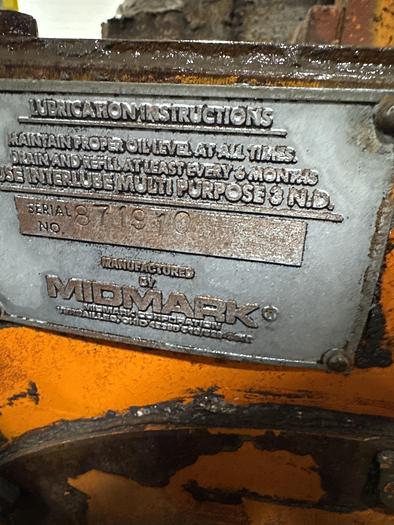 LUBRICATION INSTRUCTIONS
MAINTAIN PROPER OIL LEVEL AT ALL TIMES.
DRAIN AND REFILL AT LEAST EVERY 6 MONTHS
USE INTERLUBE MULTI PURPOSE 3 N.D.
SERIAL NO. 871910
MANUFACTURED
BY
MIDMARK®